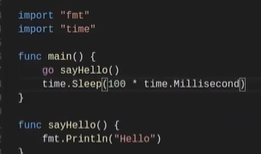 import "fmt"
import "time"
func main() {
go sayHello()
time.Sleep(100 * time.Millisecond)
}
func sayHello() {
fmt.Println("Hello")
}